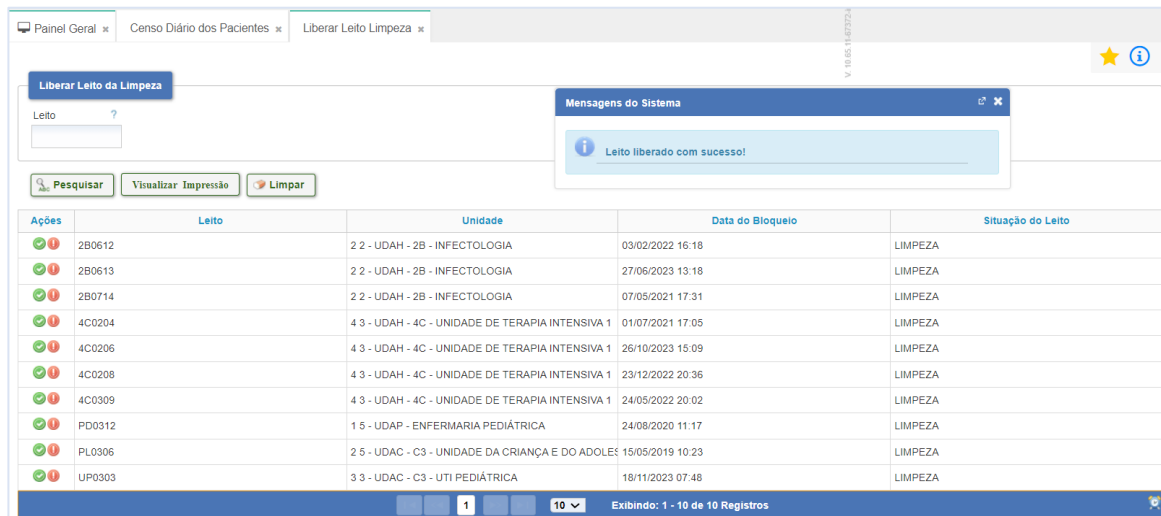 Painel Geral × Censo Diário dos Pacientes × Liberar Leito Limpeza ×
V. 10.65.11-67372-
Liberar Leito da Limpeza
Leito ?
Mensagens do Sistema
Leito liberado com sucesso!
Pesquisar Visualizar Impressão Limpar
Ações Leito Unidade Data do Bloqueio Situação do Leito
2B0612 2 2 - UDAH - 2B - INFECTOLOGIA 03/02/2022 16:18 LIMPEZA
2B0613 2 2 - UDAH - 2B - INFECTOLOGIA 27/06/2023 13:18 LIMPEZA
2B0714 2 2 - UDAH - 2B - INFECTOLOGIA 07/05/2021 17:31 LIMPEZA
4C0204 4 3 - UDAH - 4C - UNIDADE DE TERAPIA INTENSIVA 1 01/07/2021 17:05 LIMPEZA
4C0206 4 3 - UDAH - 4C - UNIDADE DE TERAPIA INTENSIVA 1 26/10/2023 15:09 LIMPEZA
4C0208 4 3 - UDAH - 4C - UNIDADE DE TERAPIA INTENSIVA 1 23/12/2022 20:36 LIMPEZA
4C0309 4 3 - UDAH - 4C - UNIDADE DE TERAPIA INTENSIVA 1 24/05/2022 20:02 LIMPEZA
PD0312 1 5 - UDAP - ENFERMARIA PEDIÁTRICA 24/08/2020 11:17 LIMPEZA
PL0306 2 5 - UDAC - C3 - UNIDADE DA CRIANÇA E DO ADOLES 15/05/2019 10:23 LIMPEZA
UP0303 3 3 - UDAC - C3 - UTI PEDIÁTRICA 18/11/2023 07:48 LIMPEZA
1 10 Exibindo: 1 - 10 de 10 Registros